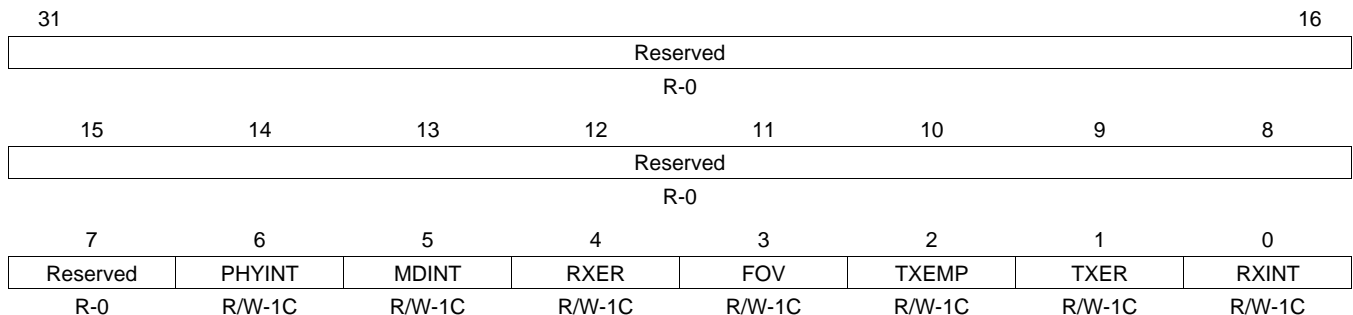 31 16
Reserved
R-0
15 14 13 12 11 10 9 8
Reserved
R-0
7 6 5 4 3 2 1 0
Reserved PHYINT MDINT RXER FOV TXEMP TXER RXINT
R-0 R/W-1C R/W-1C R/W-1C R/W-1C R/W-1C R/W-1C R/W-1C